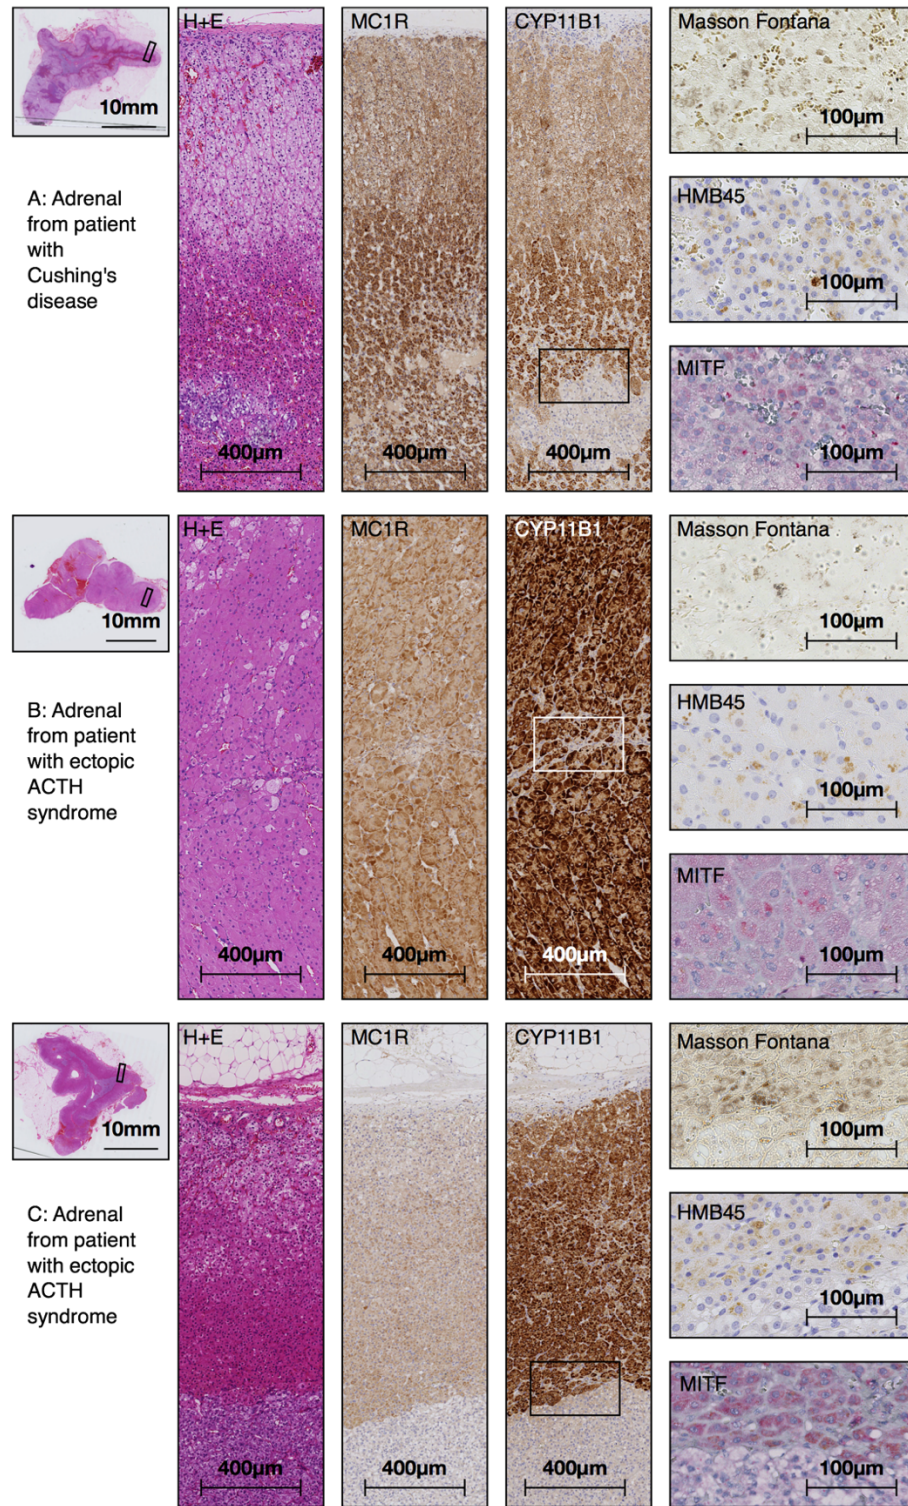 H+E
MC1R
CYP11B1
Masson Fontana
10mm
100µm
A: Adrenal
from patient
with
Cushing's
disease
HMB45
100µm
MITF
100µm
400µm
400µm
400µm
H+E
MC1R
CYP11B1
Masson Fontana
10mm
100µm
B: Adrenal
from patient
with ectopic
ACTH
syndrome
HMB45
100µm
MITF
100µm
400µm
400µm
400µm
H+E
MC1R
CYP11B1
Masson Fontana
10mm
100µm
C: Adrenal
from patient
with ectopic
ACTH
syndrome
HMB45
100µm
MITF
100µm
400µm
400µm
400µm